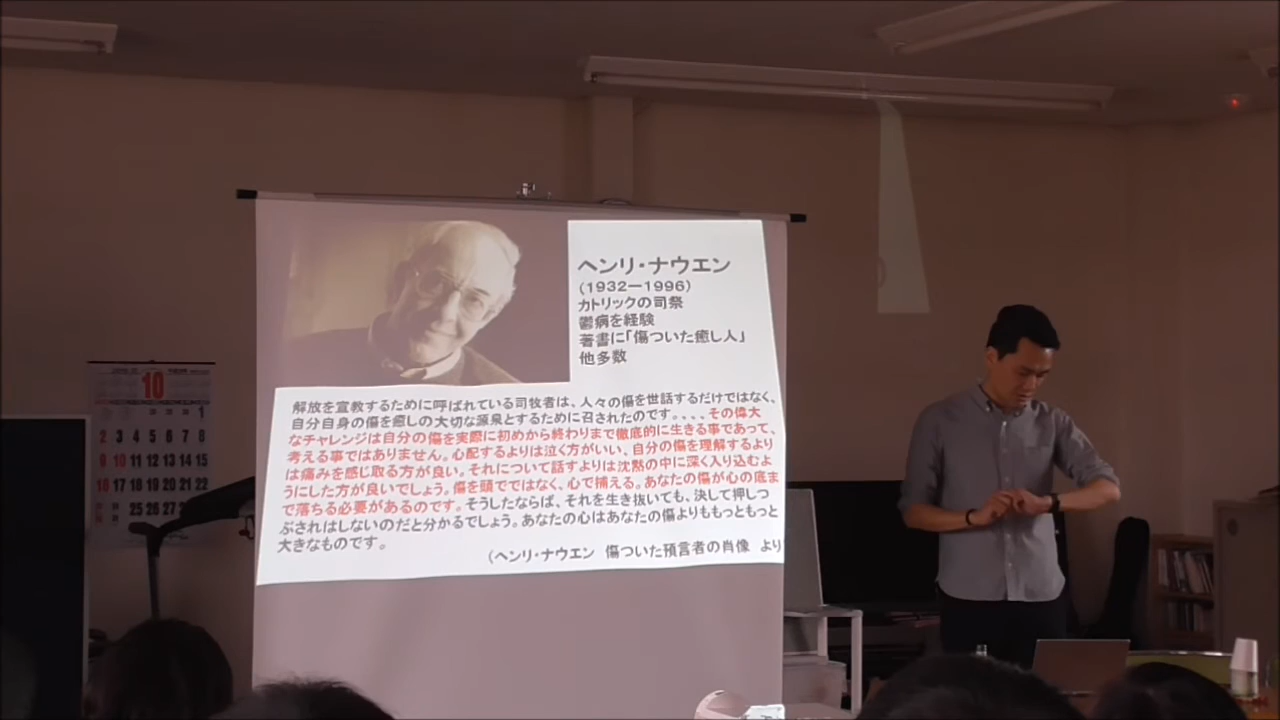 ヘンリ・ナウエン
(1932ー1996)
カトリックの司祭
鬱病を経験
著書に「傷ついた癒し人」
他多数
解放を宣教するために呼ばれている司牧者は、人々の傷を世話するだけではなく、
自分自身の傷を癒しの大切な源泉とするために召されたのです。、、、、その偉大
なチャレンジは自分の傷を実際に初めから終わりまで徹底的に生きる事であって、
考える事ではありません。心配するよりは泣く方がいい、自分の傷を理解するより
は痛みを感じ取る方が良い。それについて話すよりは沈黙の中に深く入り込むよ
うにした方が良いでしょう。傷を頭でではなく、心で捕える。あなたの傷が心の底ま
で落ちる必要があるのです。そうしたならば、それを生き抜いても、決して押しつ
ぶされはしないのだと分かるでしょう。あなたの心はあなたの傷よりももっともっと
大きなものです。
(ヘンリ・ナウエン 傷ついた預言者の肖像 より
10
1
2 3 4 5 6 7 8
9 10 11 12 13 14 15
16 17 18 19 20 21 22
25 26 27 28 29